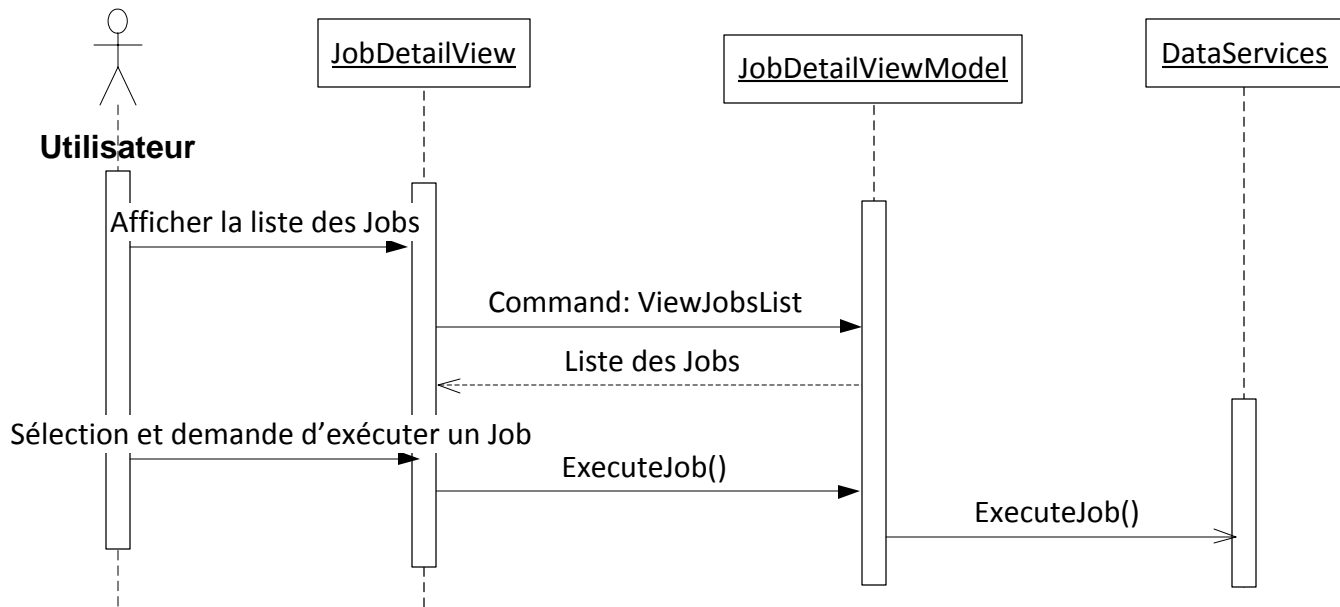 JobDetailView
JobDetailViewModel
DataServices
Utilisateur
Afficher la liste des Jobs
Command: ViewJobsList
Liste des Jobs
Sélection et demande d’exécuter un Job
ExecuteJob()
ExecuteJob()